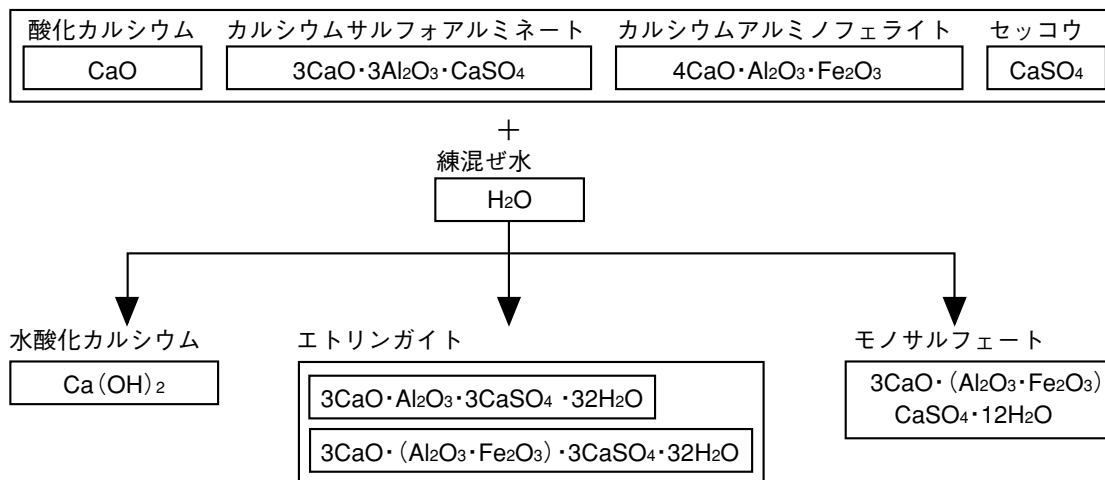 酸化カルシウム
カルシウムサルフォアルミネート
カルシウムアルミノフェライト
セッコウ
CaO
3CaO・3Al₂O₃・CaSO₄
4CaO・Al₂O₃・Fe₂O₃
CaSO₄
＋
練混ぜ水
H₂O
水酸化カルシウム
エトリンガイト
モノサルフェート
Ca(OH)₂
3CaO・Al₂O₃・3CaSO₄・32H₂O
3CaO・(Al₂O₃・Fe₂O₃)・3CaSO₄・32H₂O
3CaO・(Al₂O₃・Fe₂O₃)
CaSO₄・12H₂O